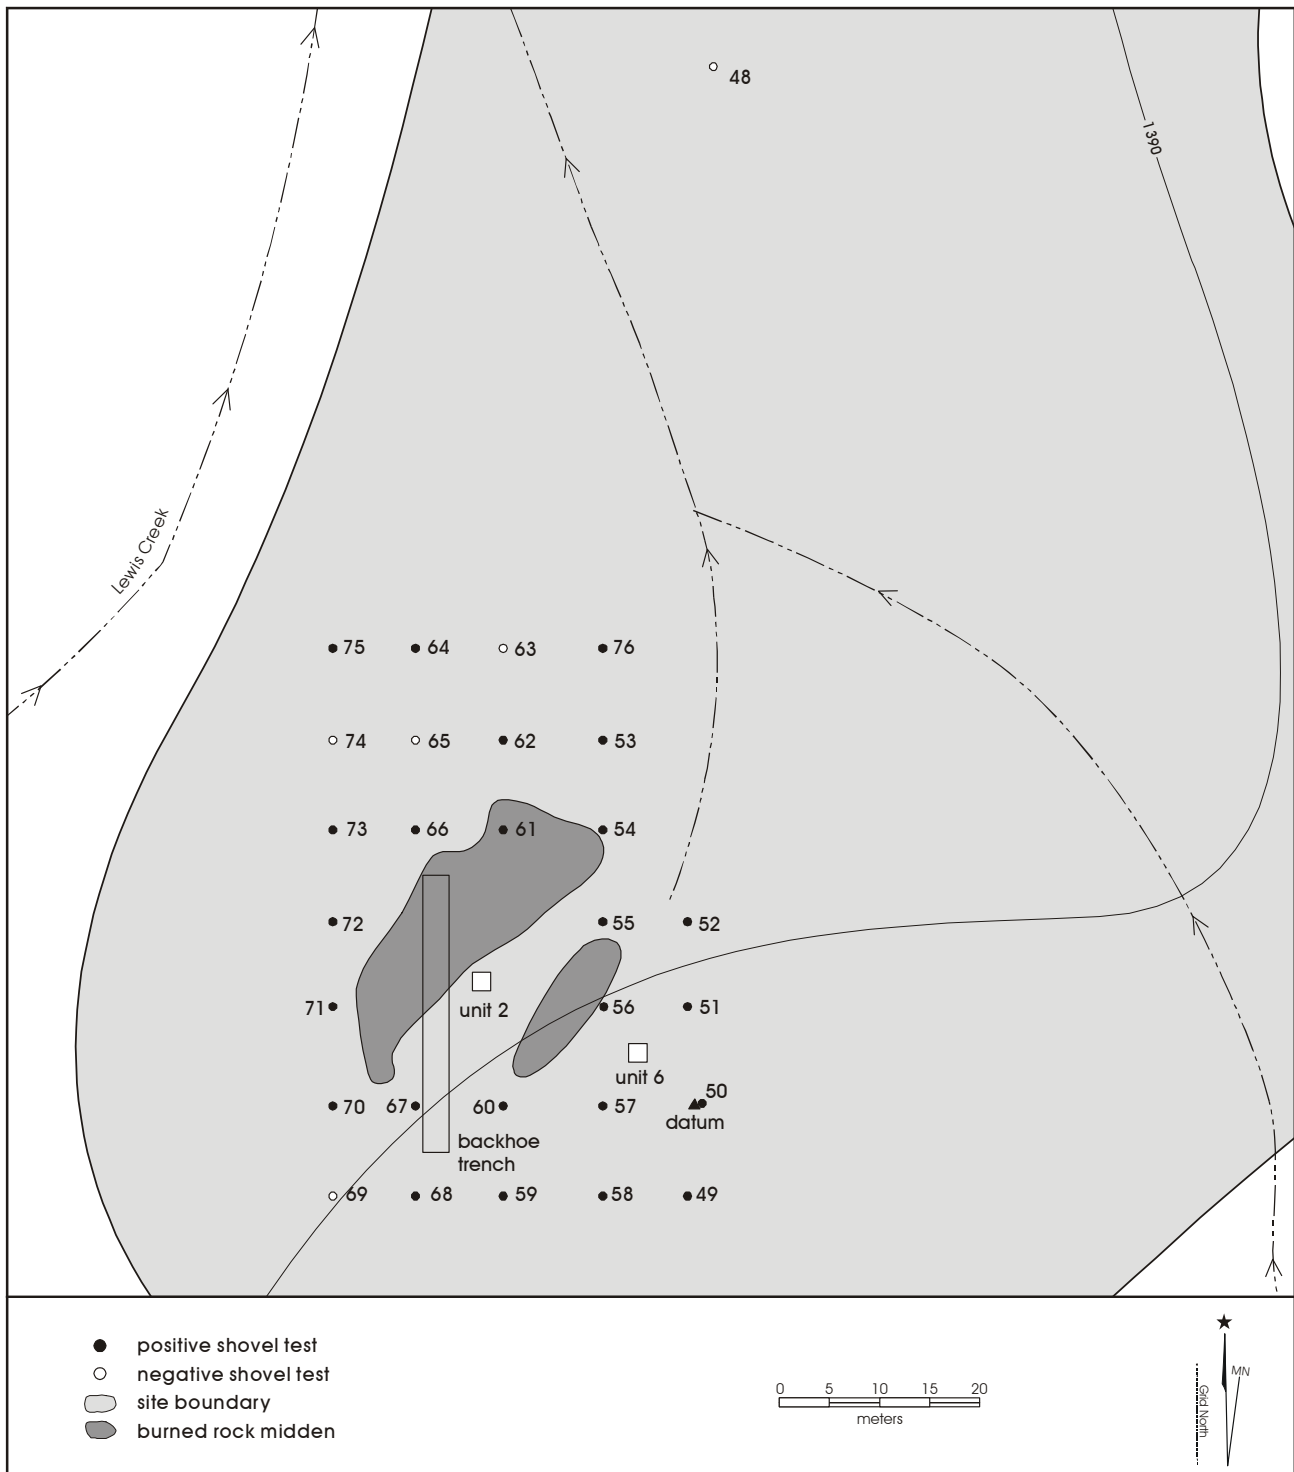 48
1390
Lewis Creek
75 64 63 76
74 65 62 53
73 66 61 54
72 55 52
71 56 51
unit 2
unit 6
50
70 67 60 57
datum
backhoe
trench
69 68 59 58 49
positive shovel test
negative shovel test
site boundary
burned rock midden
0 5 10 15 20
meters
MN
Grid North